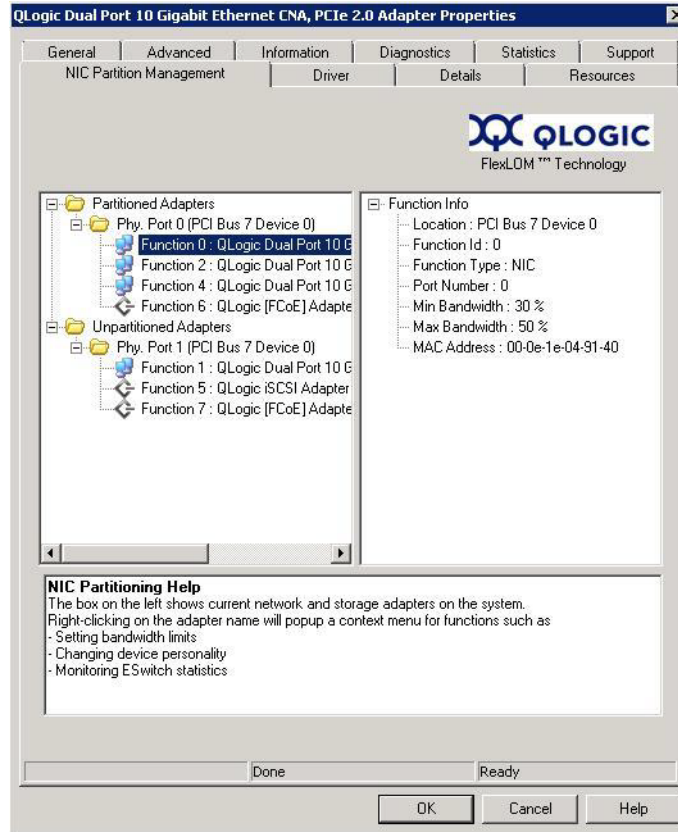 QLogic Dual Port 10 Gigabit Ethernet CNA, PCIe 2.0 Adapter Properties
General Advanced Information Diagnostics Statistics Support
NIC Partition Management Driver Details Resources
QLOGIC
FlexLOM ™ Technology
Partitioned Adapters
Phy. Port 0 (PCI Bus 7 Device 0)
Function 0 : QLogic Dual Port 10 G
Function 2 : QLogic Dual Port 10 G
Function 4 : QLogic Dual Port 10 G
Function 6 : QLogic [FCoE] Adapte
Unpartitioned Adapters
Phy. Port 1 (PCI Bus 7 Device 0)
Function 1 : QLogic Dual Port 10 G
Function 5 : QLogic iSCSI Adapter
Function 7 : QLogic [FCoE] Adapte
Function Info
Location : PCI Bus 7 Device 0
Function Id : 0
Function Type : NIC
Port Number : 0
Min Bandwidth : 30 %
Max Bandwidth : 50 %
MAC Address : 00-0e-1e-04-91-40
NIC Partitioning Help
The box on the left shows current network and storage adapters on the system.
Right-clicking on the adapter name will popup a context menu for functions such as
- Setting bandwidth limits
- Changing device personality
- Monitoring ESwitch statistics
Done Ready
OK Cancel Help